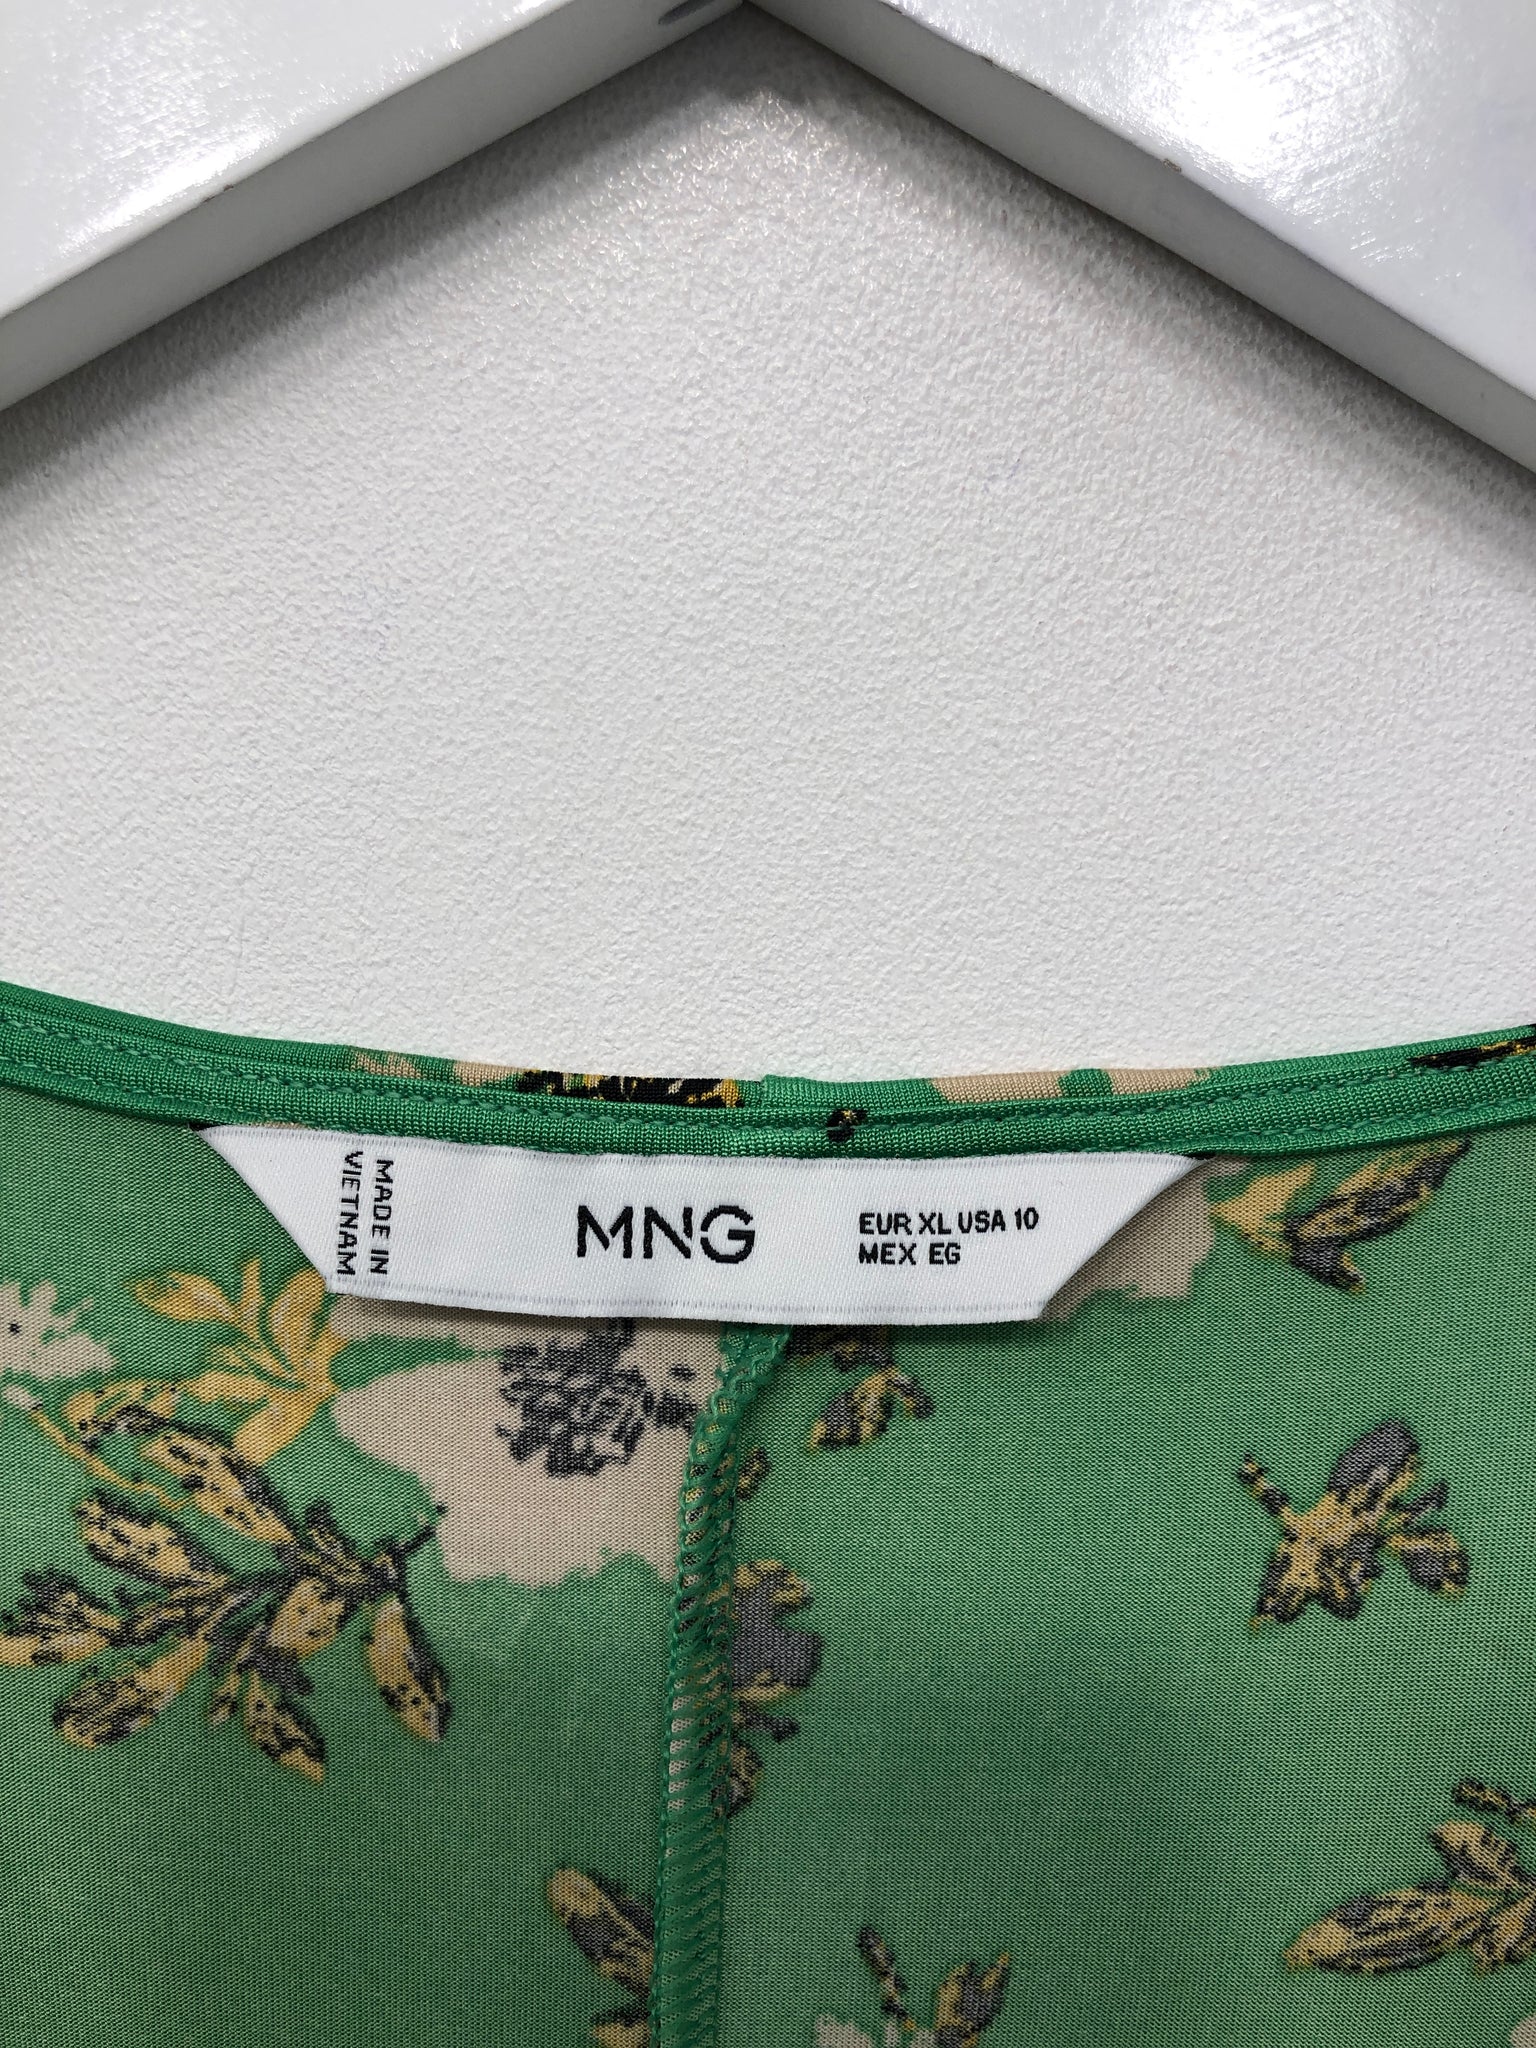 MADE IN
VIETNAM
MNG
EUR XL USA 10
MEX EG